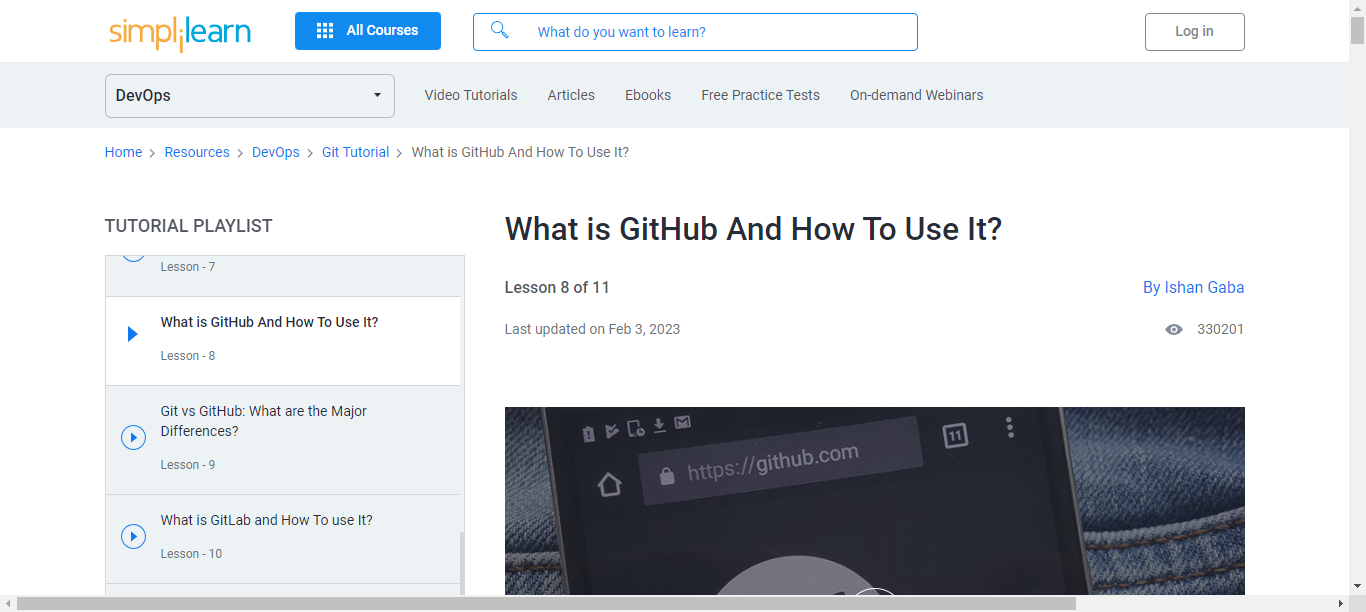 simplilearn
All Courses
What do you want to learn?
Log in
DevOps
Video Tutorials
Articles
Ebooks
Free Practice Tests
On-demand Webinars
Home > Resources > DevOps > Git Tutorial > What is GitHub And How To Use It?
TUTORIAL PLAYLIST
Lesson - 7
What is GitHub And How To Use It?
Lesson - 8
Git vs GitHub: What are the Major
Differences?
Lesson - 9
What is GitLab and How To use It?
Lesson - 10
What is GitHub And How To Use It?
Lesson 8 of 11
By Ishan Gaba
Last updated on Feb 3, 2023
330201
11
https://github.com